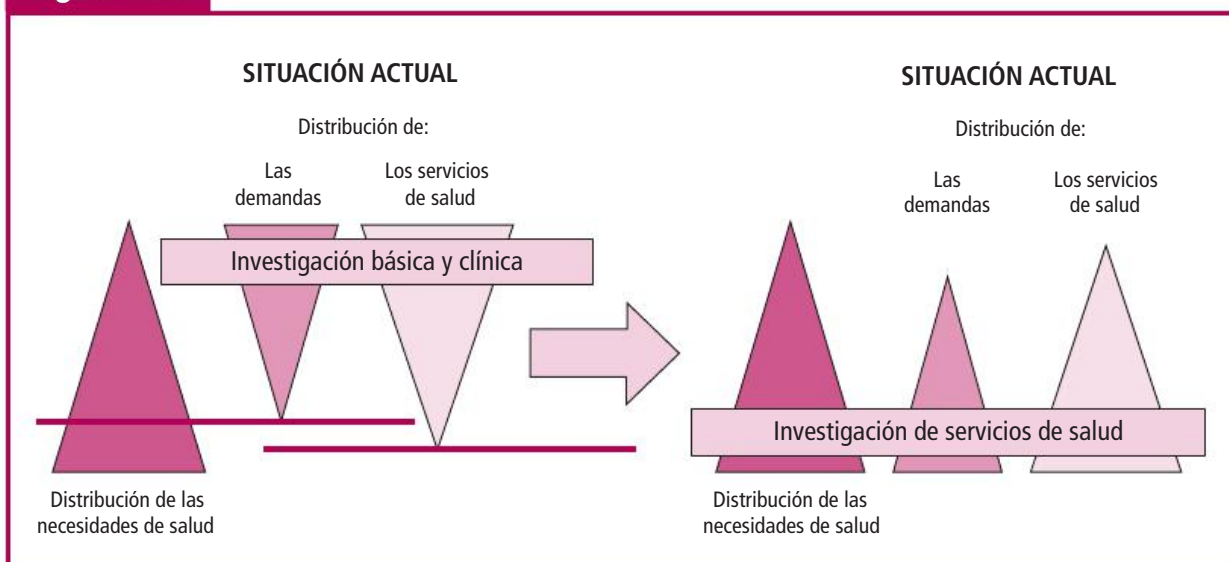 SITUACIÓN ACTUAL
Distribución de:
Las
demandas
Los servicios
de salud
Investigación básica y clínica
Distribución de las
necesidades de salud
SITUACIÓN ACTUAL
Distribución de:
Las
demandas
Los servicios
de salud
Investigación de servicios de salud
Distribución de las
necesidades de salud